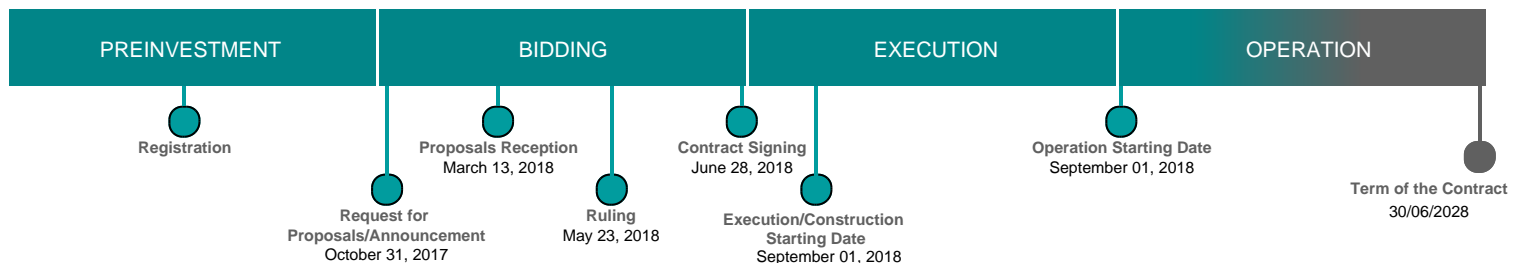 PREINVESTMENT
BIDDING
EXECUTION
OPERATION
Registration
Request for
Proposals/Announcement
October 31, 2017
Proposals Reception
March 13, 2018
Ruling
May 23, 2018
Contract Signing
June 28, 2018
Execution/Construction
Starting Date
September 01, 2018
Operation Starting Date
September 01, 2018
Term of the Contract
30/06/2028